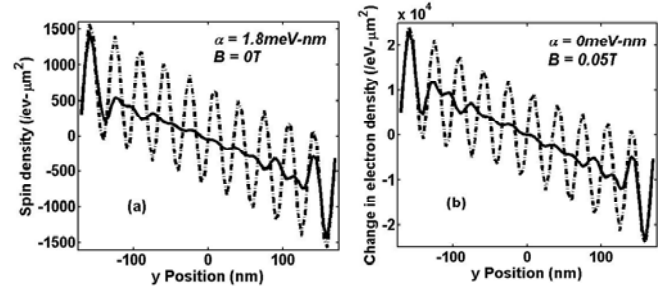 α = 1.8meV-nm
B = 0T
Spin density (/ev-μm²)
1500
1000
500
0
-500
-1000
-1500
(a)
-100
0
100
y Position (nm)
x 10⁴
α = 0meV-nm
B = 0.05T
Change in electron density (/eV-μm²)
2
1
0
-1
-2
(b)
-100
0
100
y Position (nm)